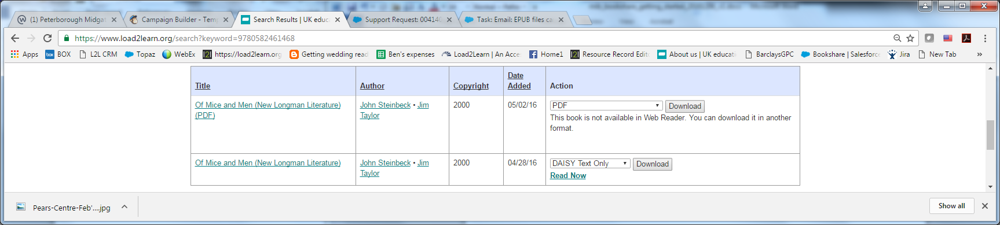 (1) Peterborough Midgat
Campaign Builder - Temp
Search Results | UK educ
Support Request: 004140
Task: Email: EPUB files ca
https://www.load2learn.org/search?keyword=9780582461468
Apps BOX L2L CRM Topaz WebEx https://load2learn.org Getting wedding read Ben's expenses Load2Learn | An Acce Home1 Resource Record Edito About us | UK educati BarclaysGPC Bookshare | Salesforce Jira New Tab »
Title Author Copyright Date Added Action
Of Mice and Men (New Longman Literature) (PDF)
John Steinbeck • Jim Taylor
2000
05/02/16
PDF Download
This book is not available in Web Reader. You can download it in another
format.
Of Mice and Men (New Longman Literature)
John Steinbeck • Jim Taylor
2000
04/28/16
DAISY Text Only Download
Read Now
Pears-Centre-Feb'....jpg
Show all